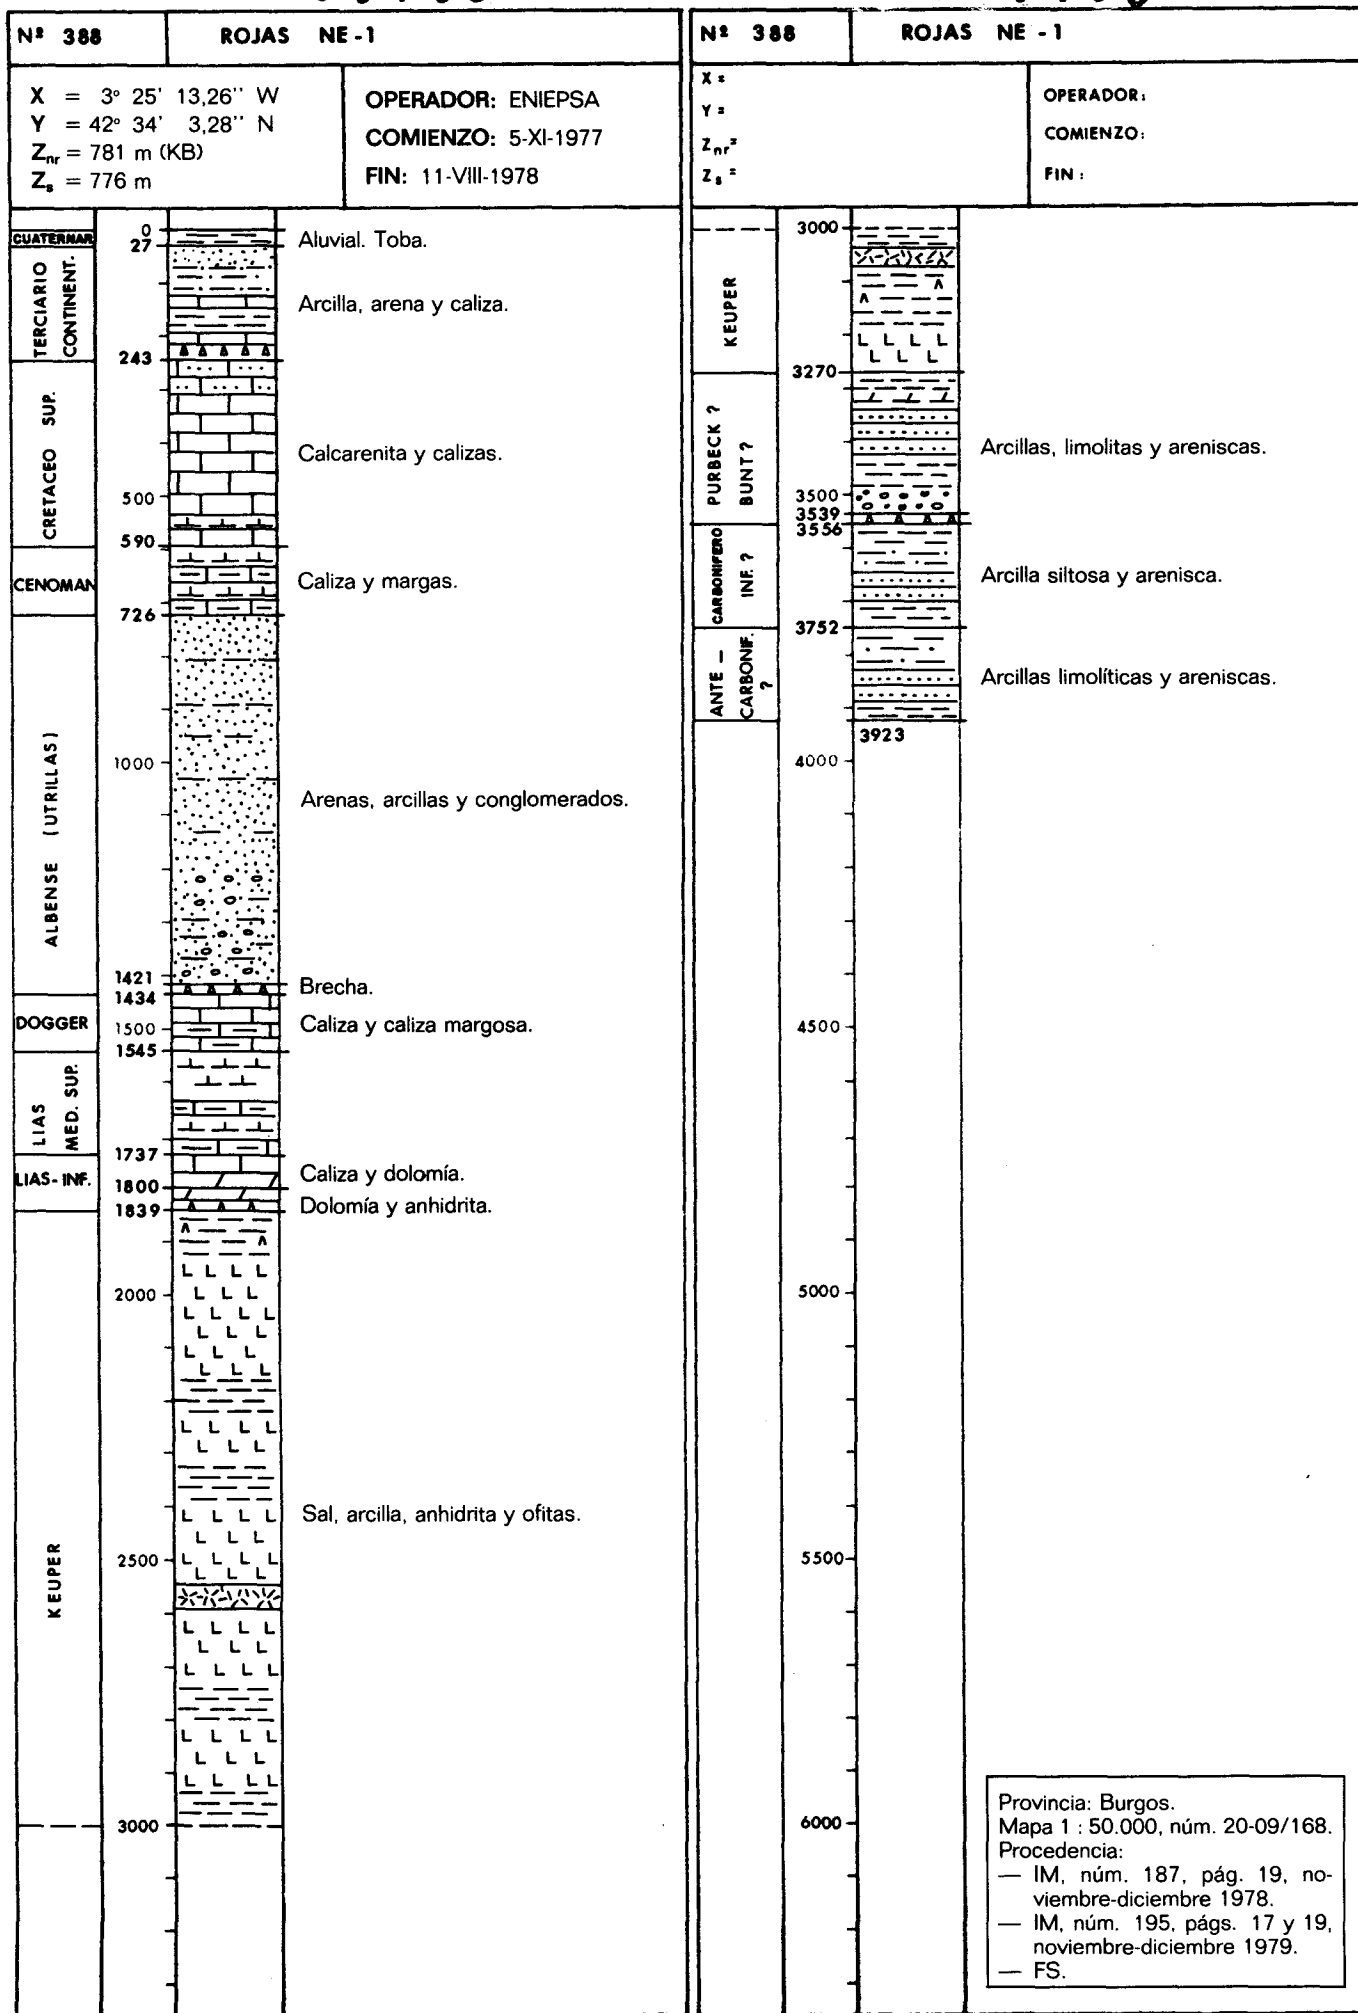 Nº 388 ROJAS NE-1
X = 3° 25' 13,26'' W
Y = 42° 34' 3,28'' N
Znr = 781 m (KB)
Zs = 776 m
OPERADOR: ENIEPSA
COMIENZO: 5-XI-1977
FIN: 11-VIII-1978
CUATERNAR
0
27
Aluvial. Toba.
TERCIARIO
CONTINENT.
Arcilla, arena y caliza.
243
CRETACEO SUP.
Calcarenita y calizas.
500
590
CENOMAN
Caliza y margas.
726
ALBENSE (UTRILLAS)
1000
Arenas, arcillas y conglomerados.
1421
Brecha.
1434
DOGGER
1500
Caliza y caliza margosa.
1545
LIAS
MED. SUP.
1737
LIAS-INF.
Caliza y dolomía.
1800
Dolomía y anhidrita.
1839
KEUPER
2000
Sal, arcilla, anhidrita y ofitas.
2500
3000
Nº 388 ROJAS NE-1
X =
Y =
Znr=
Zs =
OPERADOR:
COMIENZO:
FIN:
3000
KEUPER
3270
PURBECK ?
BUNT ?
Arcillas, limolitas y areniscas.
3500
3539
3556
CARBONIFERO
INF. ?
Arcilla siltosa y arenisca.
3752
ANTE –
CARBONIF.
?
Arcillas limolíticas y areniscas.
3923
4000
4500
5000
5500
6000
Provincia: Burgos.
Mapa 1 : 50.000, núm. 20-09/168.
Procedencia:
— IM, núm. 187, pág. 19, no-
viembre-diciembre 1978.
— IM, núm. 195, págs. 17 y 19,
noviembre-diciembre 1979.
— FS.